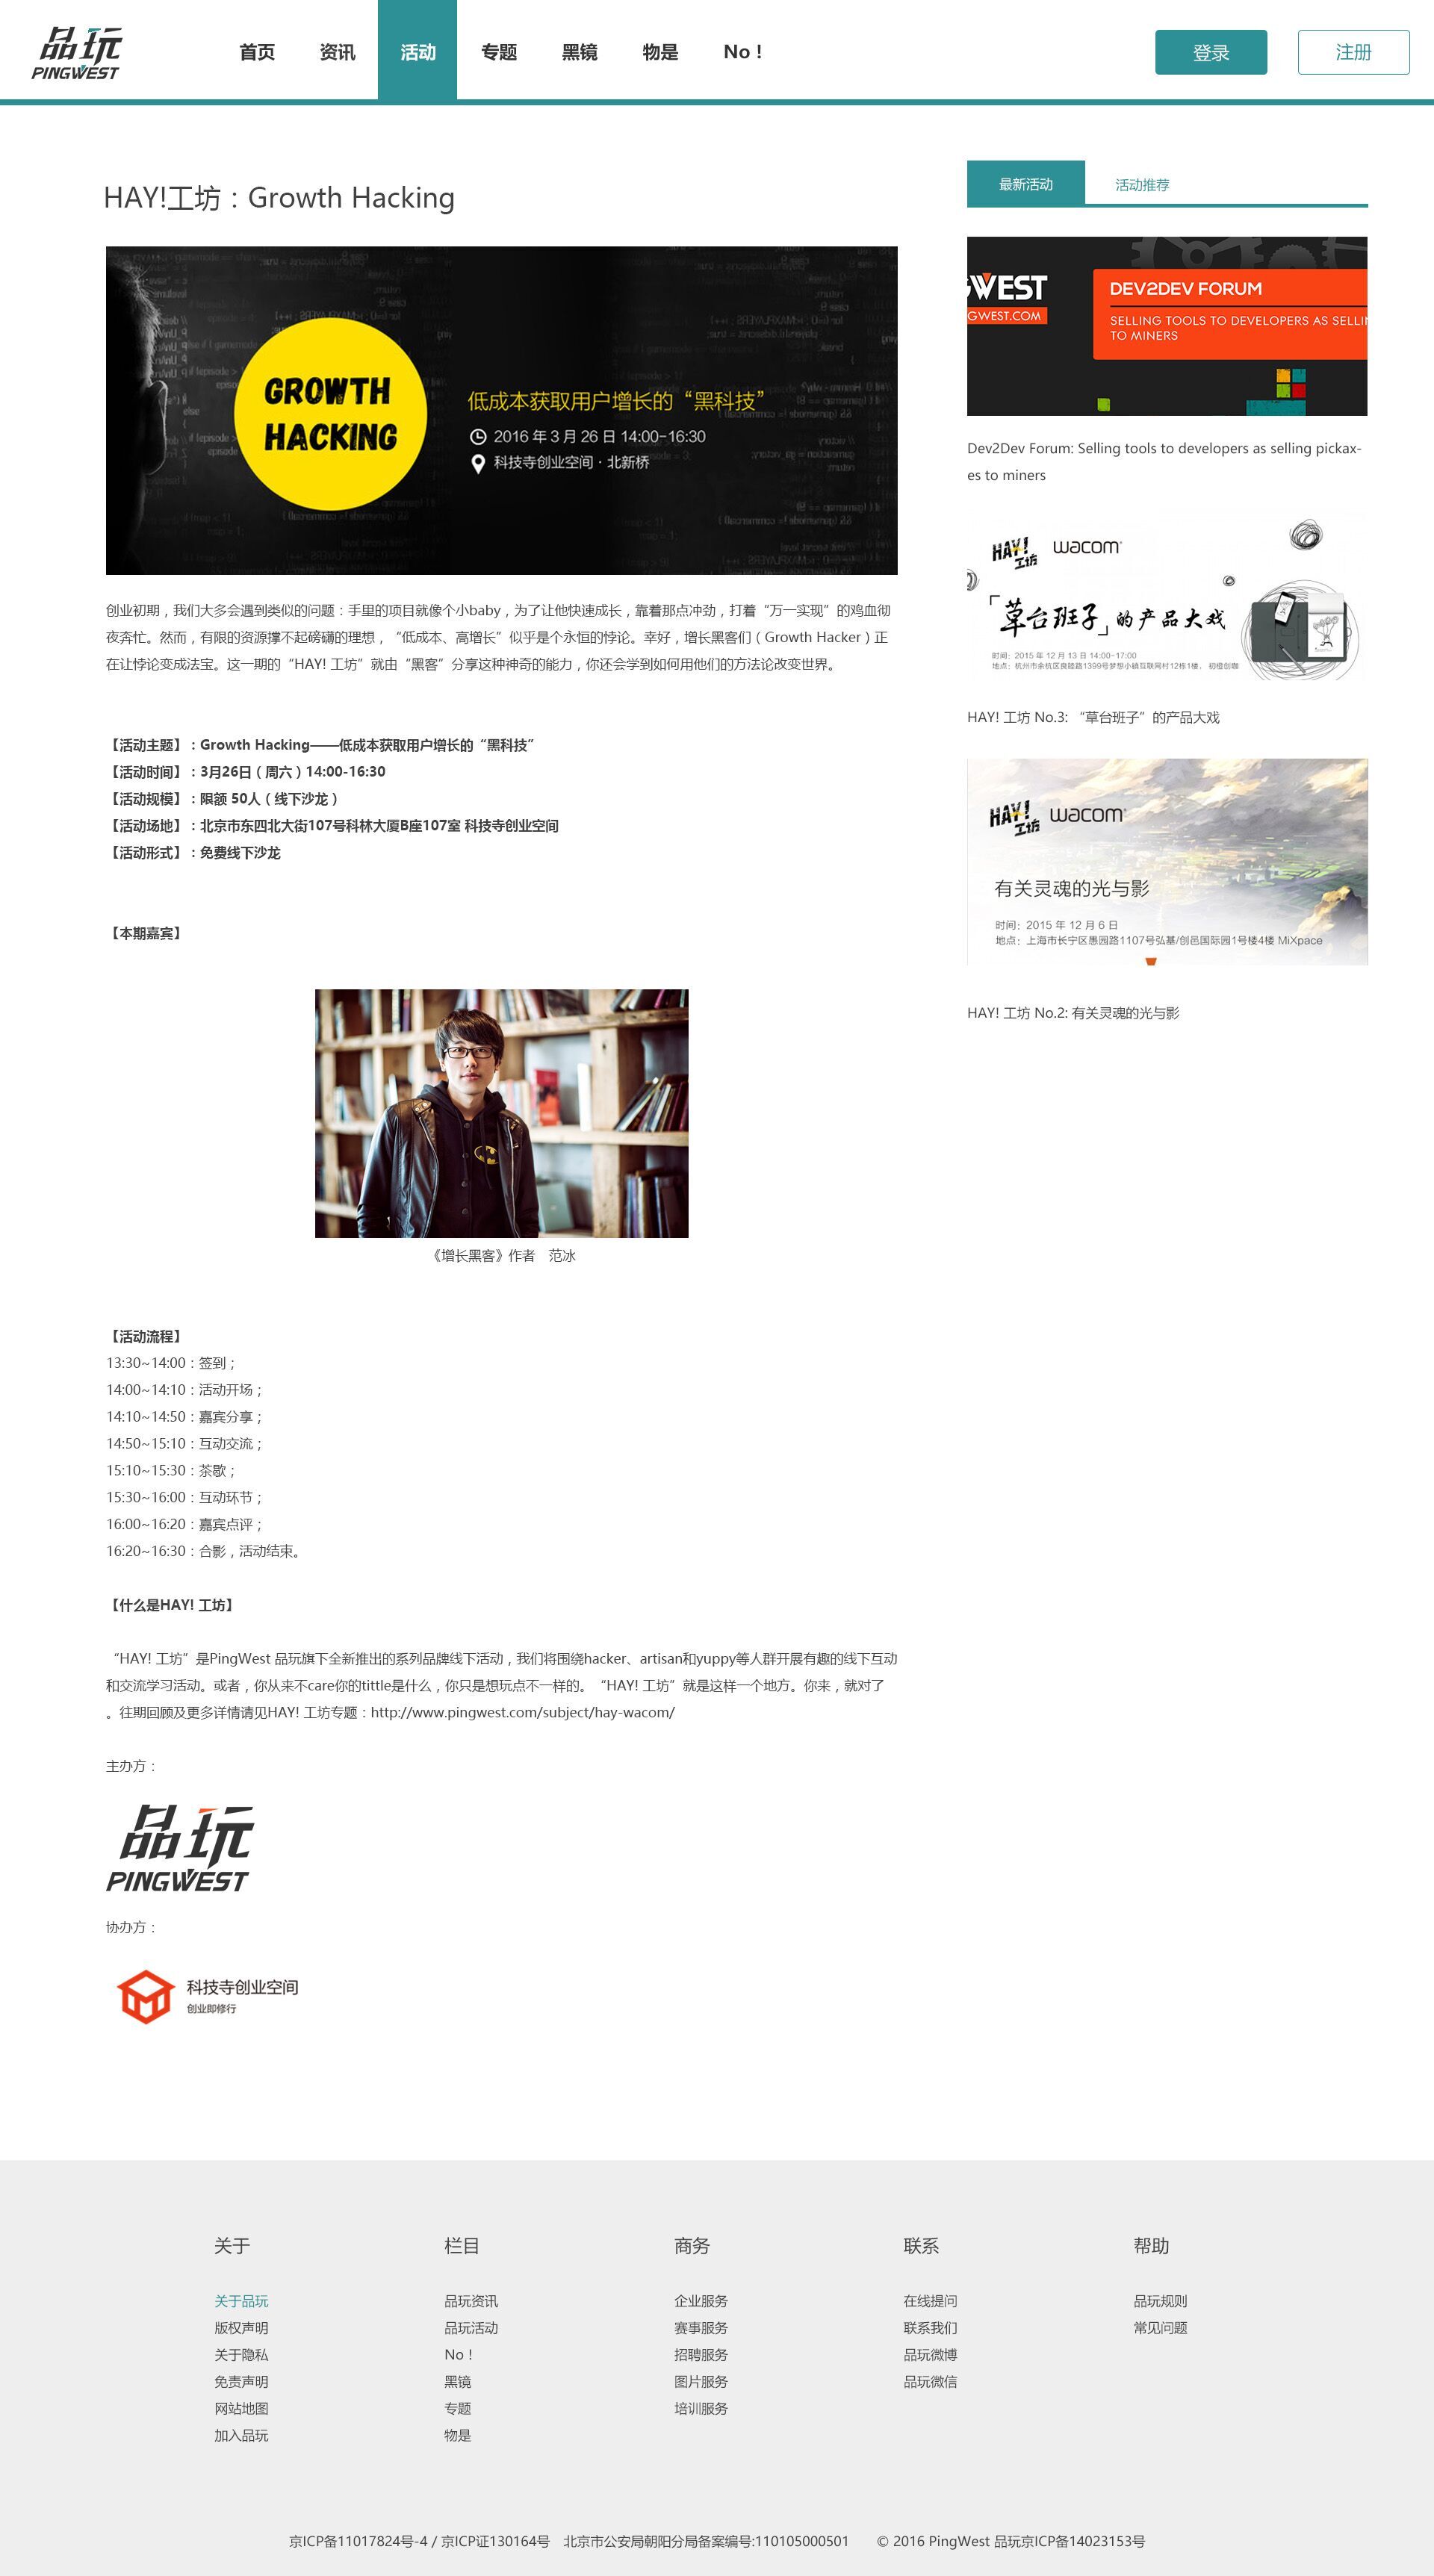 品玩
PINGWEST
首页 资讯 活动 专题 黑镜 物是 No！
登录 注册
HAY!工坊：Growth Hacking
GROWTH
HACKING
低成本获取用户增长的“黑科技”
2016 年 3 月 26 日 14:00-16:30
科技寺创业空间 · 北新桥
创业初期，我们大多会遇到类似的问题：手里的项目就像个小baby，为了让他快速成长，靠着那点冲劲，打着“万一实现”的鸡血彻
夜奔忙。然而，有限的资源撑不起磅礴的理想，“低成本、高增长”似乎是个永恒的悖论。幸好，增长黑客们（Growth Hacker）正
在让悖论变成法宝。这一期的“HAY! 工坊”就由“黑客”分享这种神奇的能力，你还会学到如何用他们的方法论改变世界。
【活动主题】：Growth Hacking——低成本获取用户增长的“黑科技”
【活动时间】：3月26日（周六）14:00-16:30
【活动规模】：限额 50人（线下沙龙）
【活动场地】：北京市东四北大街107号科林大厦B座107室 科技寺创业空间
【活动形式】：免费线下沙龙
【本期嘉宾】
《增长黑客》作者　范冰
【活动流程】
13:30~14:00：签到；
14:00~14:10：活动开场；
14:10~14:50：嘉宾分享；
14:50~15:10：互动交流；
15:10~15:30：茶歇；
15:30~16:00：互动环节；
16:00~16:20：嘉宾点评；
16:20~16:30：合影，活动结束。
【什么是HAY! 工坊】
“HAY! 工坊”是PingWest 品玩旗下全新推出的系列品牌线下活动，我们将围绕hacker、artisan和yuppy等人群开展有趣的线下互动
和交流学习活动。或者，你从来不care你的tittle是什么，你只是想玩点不一样的。“HAY! 工坊”就是这样一个地方。你来，就对了
。往期回顾及更多详情请见HAY! 工坊专题：http://www.pingwest.com/subject/hay-wacom/
主办方：
品玩
PINGWEST
协办方：
科技寺创业空间
创业即修行
最新活动 活动推荐
GWEST
GWEST.COM
DEV2DEV FORUM
SELLING TOOLS TO DEVELOPERS AS SELLIN
TO MINERS
Dev2Dev Forum: Selling tools to developers as selling pickax-
es to miners
HAY! 工坊 wacom
「草台班子」的产品大戏
时间：2015 年 12 月 13 日 14:00-17:00
地点：杭州市余杭区良睦路1399号梦想小镇互联网村12栋1楼，初橙创咖
HAY! 工坊 No.3: “草台班子”的产品大戏
HAY! 工坊 wacom
有关灵魂的光与影
时间：2015 年 12 月 6 日
地点：上海市长宁区愚园路1107号弘基/创邑国际园1号楼4楼 MiXpace
HAY! 工坊 No.2: 有关灵魂的光与影
关于
关于品玩
版权声明
关于隐私
免责声明
网站地图
加入品玩
栏目
品玩资讯
品玩活动
No！
黑镜
专题
物是
商务
企业服务
赛事服务
招聘服务
图片服务
培训服务
联系
在线提问
联系我们
品玩微博
品玩微信
帮助
品玩规则
常见问题
京ICP备11017824号-4 / 京ICP证130164号　北京市公安局朝阳分局备案编号:110105000501　　© 2016 PingWest 品玩京ICP备14023153号